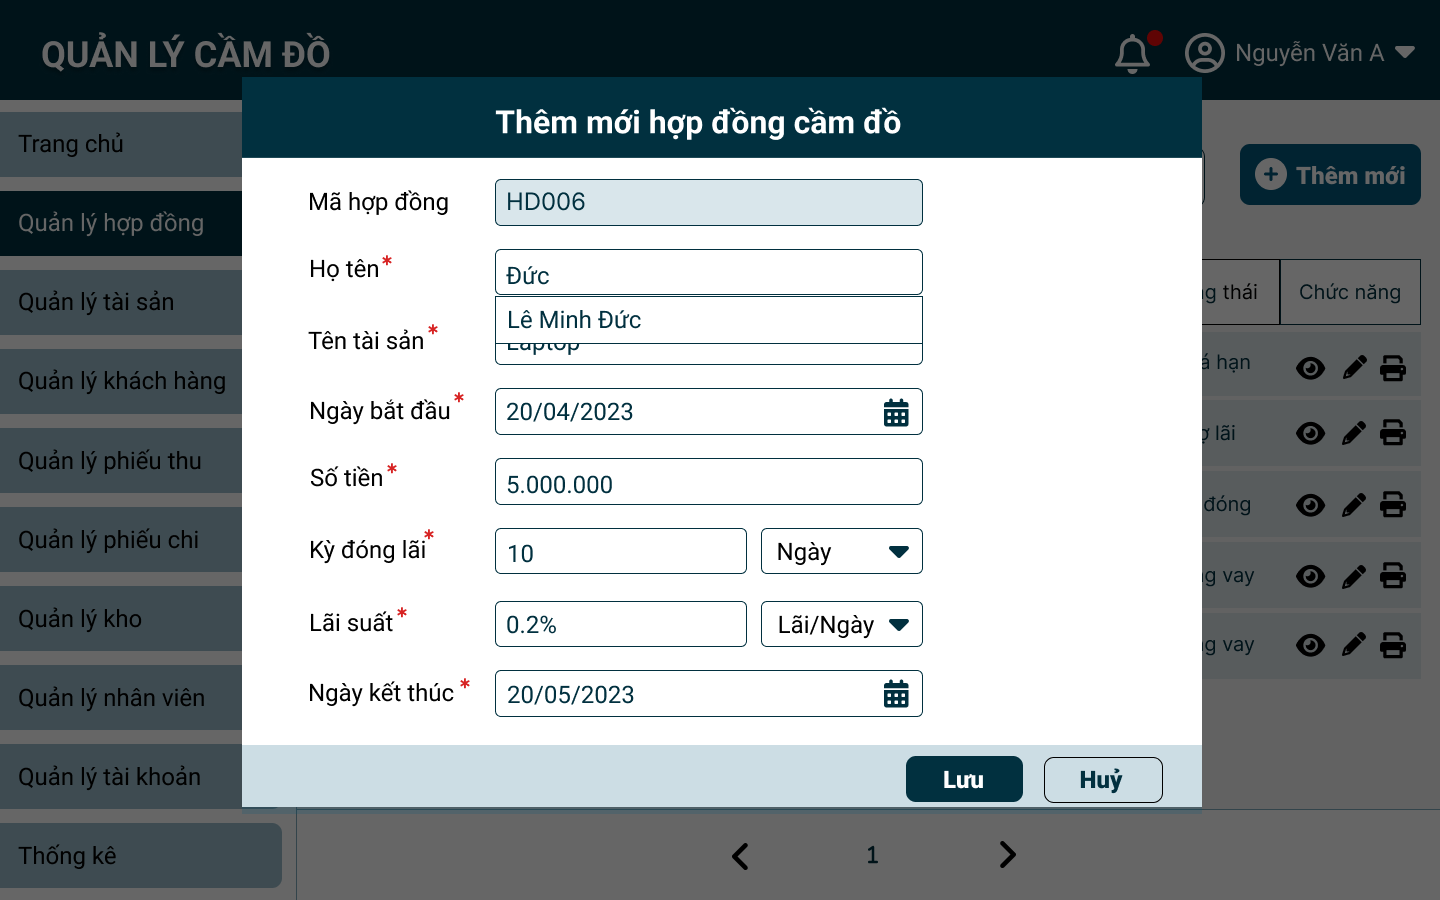 QUẢN LÝ CẦM ĐỒ
Nguyễn Văn A
Thêm mới hợp đồng cầm đồ
Trang chủ
Quản lý hợp đồng
Quản lý tài sản
Quản lý khách hàng
Quản lý phiếu thu
Quản lý phiếu chi
Quản lý kho
Quản lý nhân viên
Quản lý tài khoản
Thống kê
Mã hợp đồng
HD006
Họ tên*
Đức
Lê Minh Đức
Tên tài sản*
Laptop
Ngày bắt đầu*
20/04/2023
Số tiền*
5.000.000
Kỳ đóng lãi*
10
Ngày
Lãi suất*
0.2%
Lãi/Ngày
Ngày kết thúc*
20/05/2023
Lưu
Huỷ
Thêm mới
thái
Chức năng
hạn
lãi
đóng
vay
vay
1